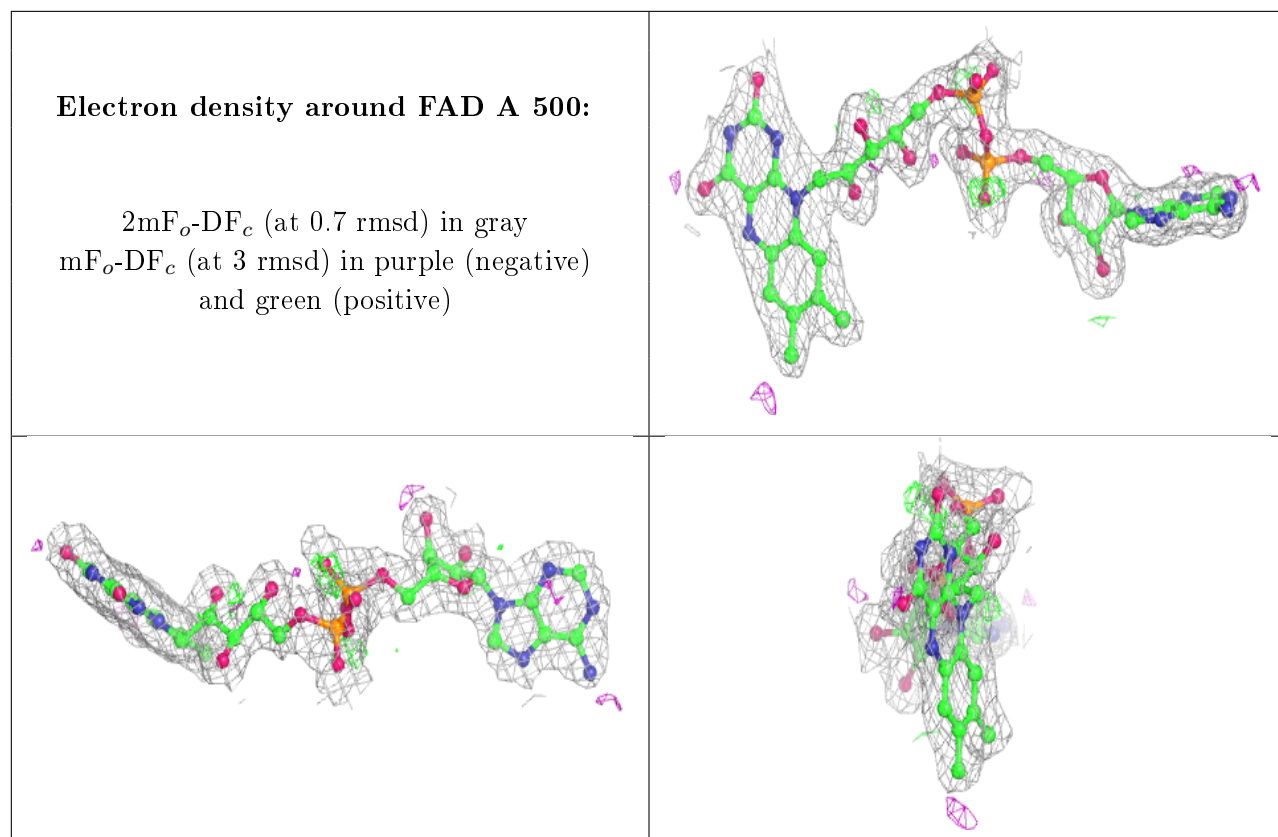 Electron density around FAD A 500:
2mFₒ-DF𝒸 (at 0.7 rmsd) in gray
mFₒ-DF𝒸 (at 3 rmsd) in purple (negative)
and green (positive)